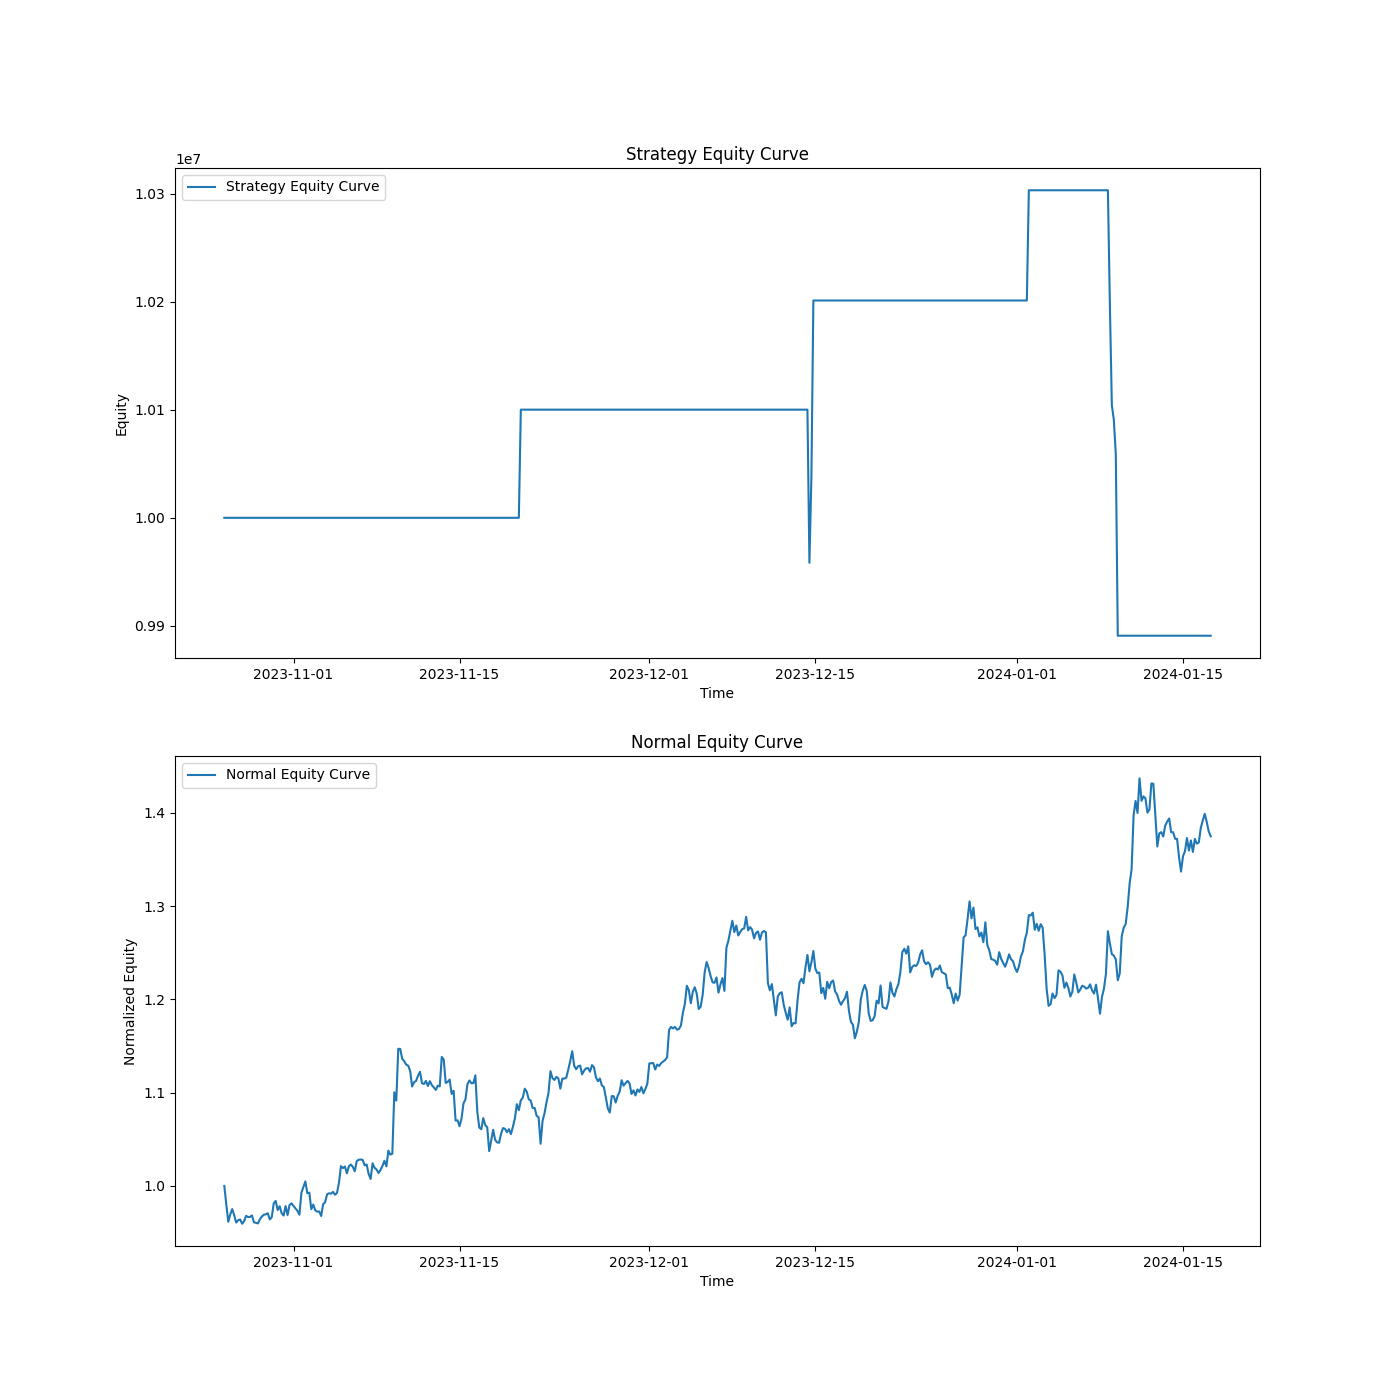 Strategy Equity Curve
1e7
Strategy Equity Curve
1.03
1.02
1.01
1.00
0.99
Equity
2023-11-01 2023-11-15 2023-12-01 2023-12-15 2024-01-01 2024-01-15
Time
Normal Equity Curve
Normal Equity Curve
1.4
1.3
1.2
1.1
1.0
Normalized Equity
2023-11-01 2023-11-15 2023-12-01 2023-12-15 2024-01-01 2024-01-15
Time